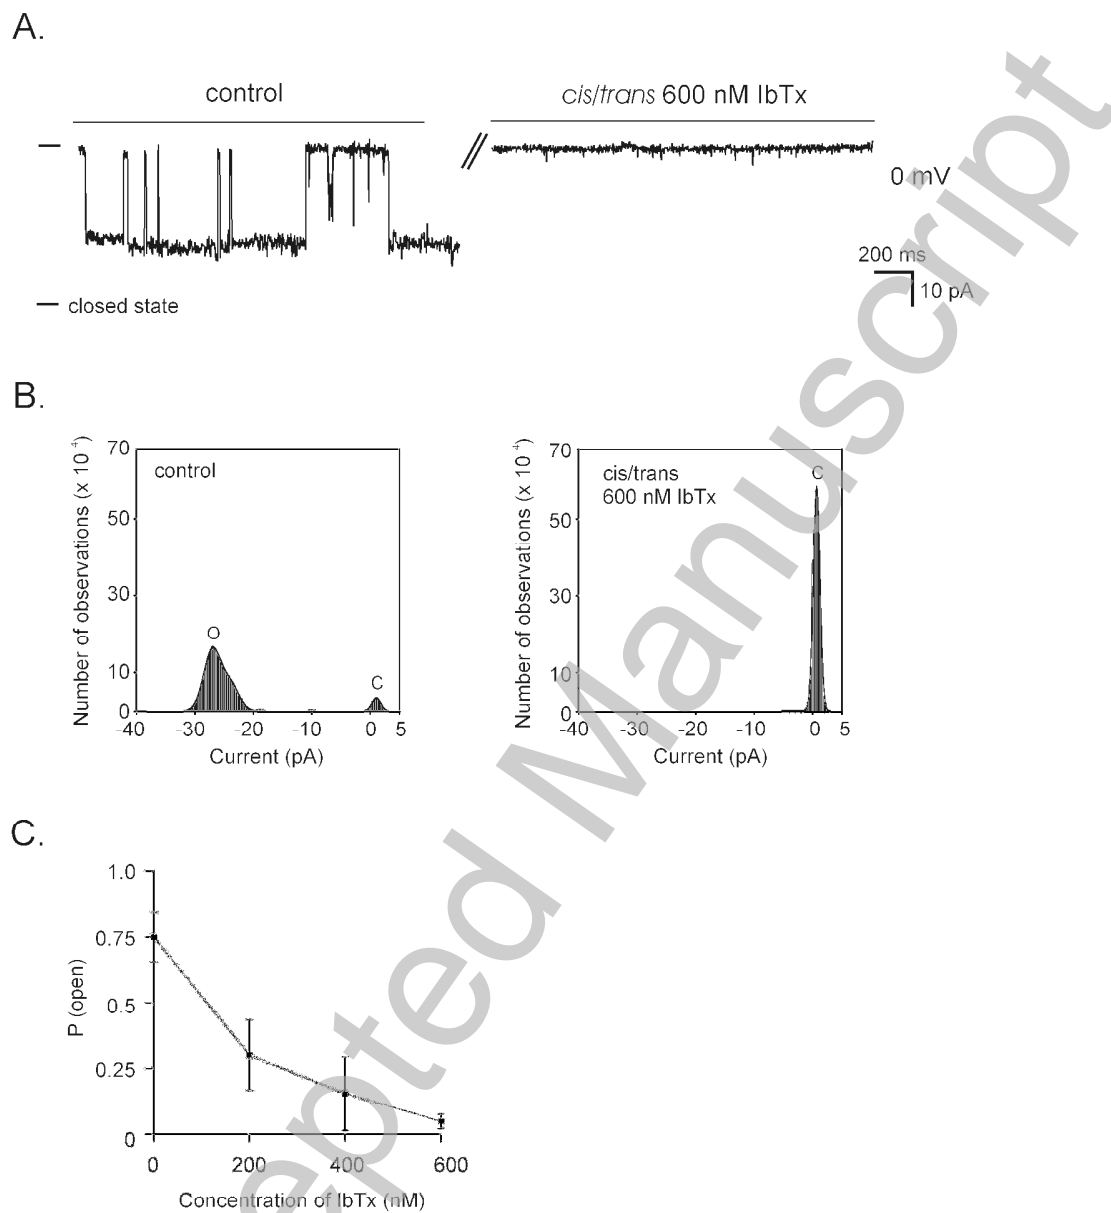 A.
control
cis/trans 600 nM IbTx
0 mV
200 ms
10 pA
closed state
B.
Number of observations (x 10⁻⁴)
70
50
30
10
0
control
O
C
-40
-30
-20
-10
0
5
Current (pA)
Number of observations (x 10⁻⁴)
70
50
30
10
0
cis/trans
600 nM IbTx
C
-40
-30
-20
-10
0
5
Current (pA)
C.
P (open)
1.0
0.75
0.5
0.25
0
0
200
400
600
Concentration of IbTx (nM)
epted Manuscript